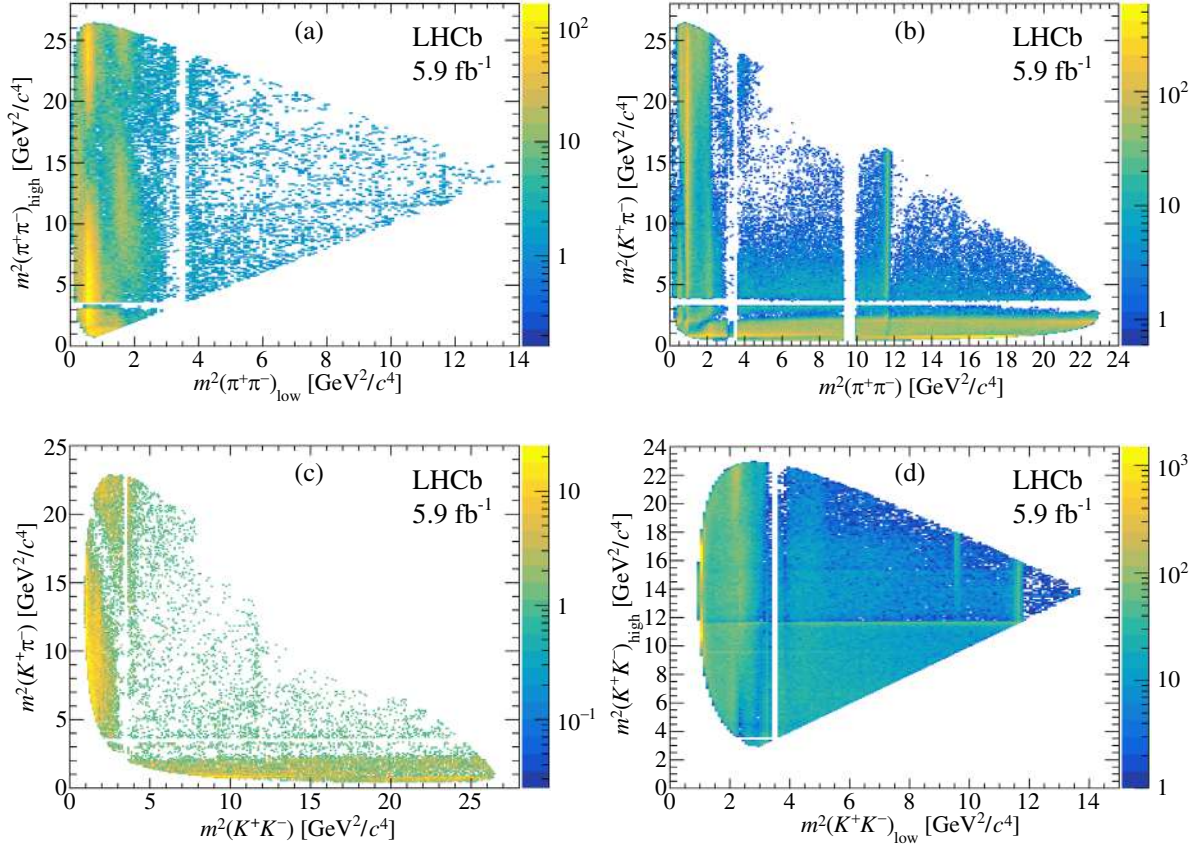 (a)
LHCb
5.9 fb⁻¹
m²(π⁺π⁻)high [GeV²/c⁴]
25
20
15
10
5
0
0 2 4 6 8 10 12 14
m²(π⁺π⁻)low [GeV²/c⁴]
10²
10
1
(b)
LHCb
5.9 fb⁻¹
m²(K⁺π⁻) [GeV²/c⁴]
25
20
15
10
5
0
0 2 4 6 8 10 12 14 16 18 20 22 24
m²(π⁺π⁻) [GeV²/c⁴]
10²
10
1
(c)
LHCb
5.9 fb⁻¹
m²(K⁺π⁻) [GeV²/c⁴]
25
20
15
10
5
0
0 5 10 15 20 25
m²(K⁺K⁻) [GeV²/c⁴]
10
1
10⁻¹
(d)
LHCb
5.9 fb⁻¹
m²(K⁺K⁻)high [GeV²/c⁴]
24
22
20
18
16
14
12
10
8
6
4
2
0
0 2 4 6 8 10 12 14
m²(K⁺K⁻)low [GeV²/c⁴]
10³
10²
10
1